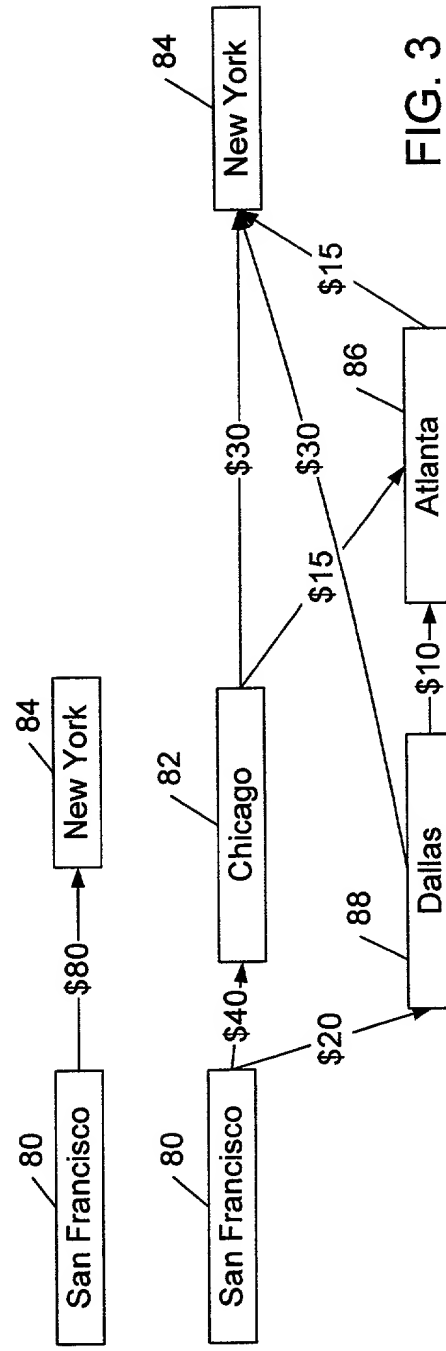 80
84
San Francisco
$80
New York
80
82
84
San Francisco
$40
Chicago
$30
New York
$20
$15
$30
$15
88
86
Dallas
$10
Atlanta
FIG. 3